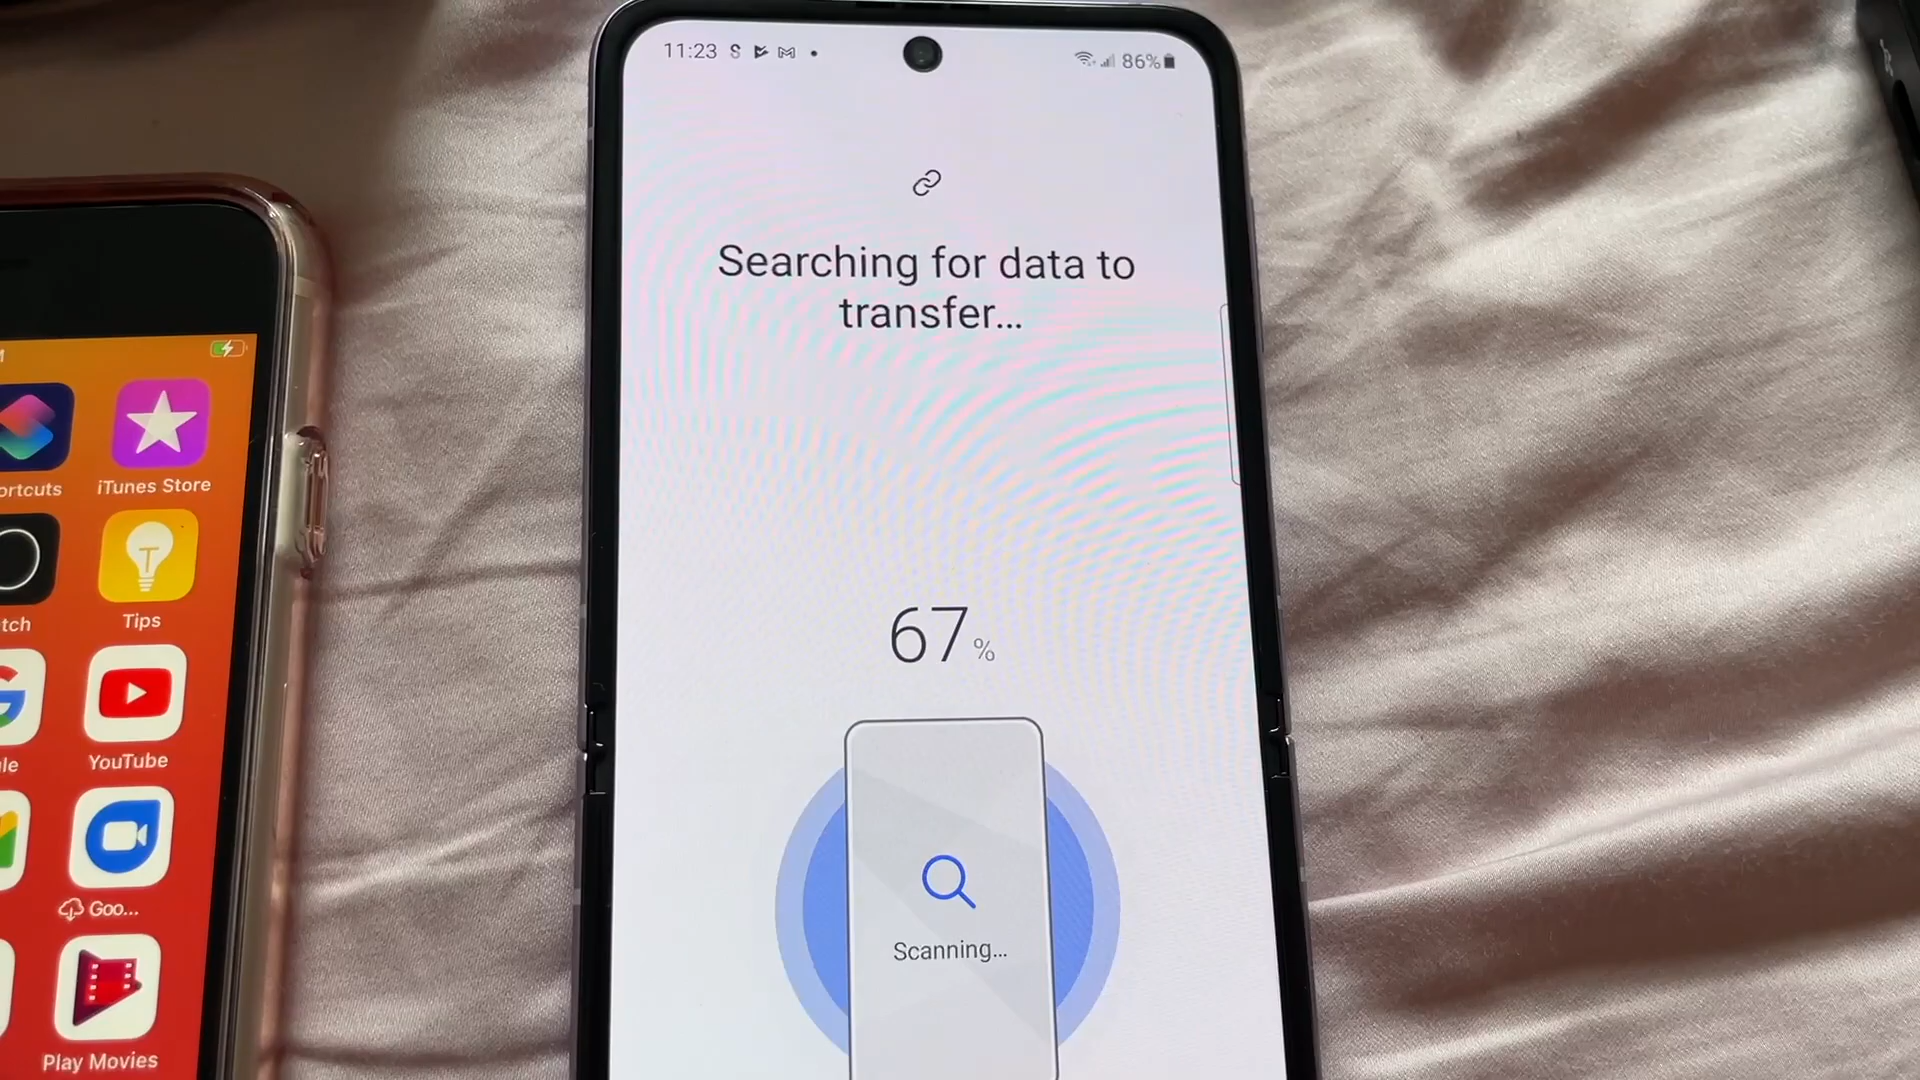 11:23
86%
Searching for data to
transfer...
67%
Scanning...
ortcuts
iTunes Store
tch
Tips
le
YouTube
Goo...
Play Movies